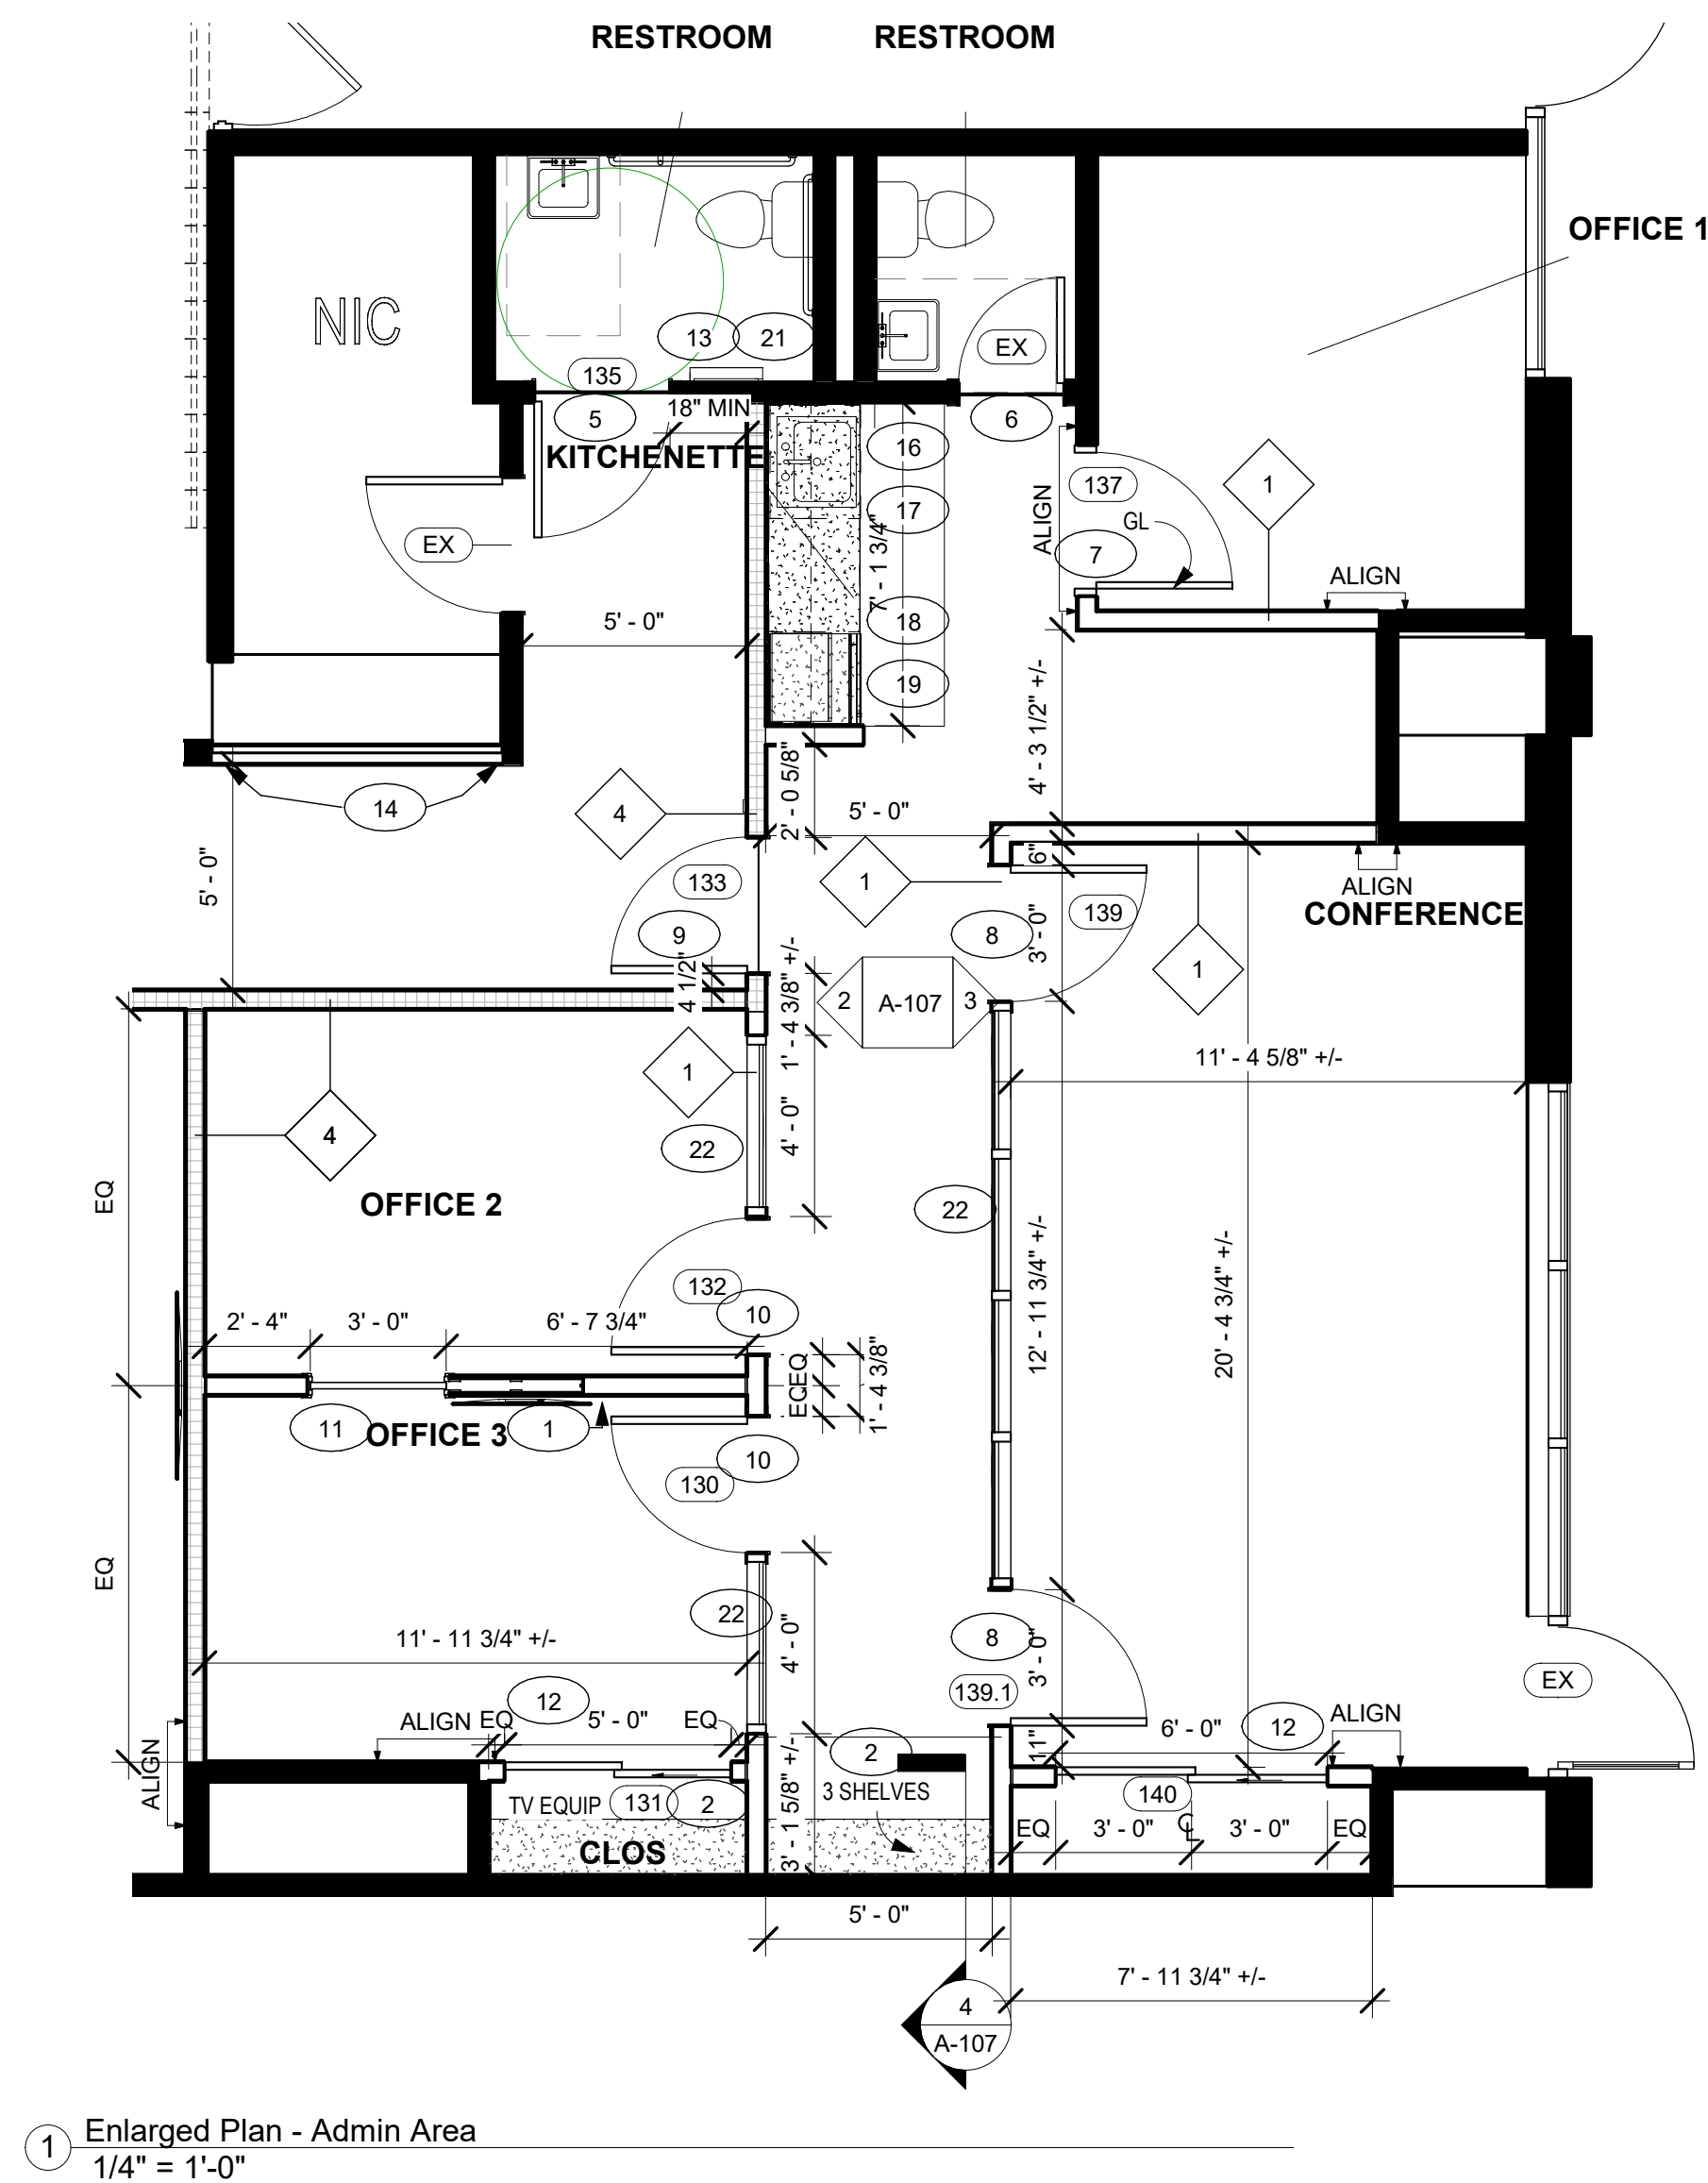 RESTROOM
RESTROOM
OFFICE 1
NIC
13
21
EX
135
5
18" MIN
6
KITCHENETTE
16
137
1
17
GL
EX
ALIGN
7
7' - 1 3/4"
ALIGN
5' - 0"
18
19
4' - 3 1/2" +/-
14
4
2' - 0 5/8"
5' - 0"
6"
5' - 0"
133
1
139
ALIGN
CONFERENCE
9
8
3' - 0"
1
4 1/2"
1' - 4 3/8" +/-
2
A-107
3
11' - 4 5/8" +/-
1
4
4' - 0"
22
EQ
OFFICE 2
22
132
12' - 11 3/4" +/-
20' - 4 3/4" +/-
2' - 4"
3' - 0"
6' - 7 3/4"
10
EQ
EQ
1' - 4 3/8"
11
OFFICE 3
1
10
130
EQ
22
4' - 0"
8
3' - 0"
11' - 11 3/4" +/-
139.1
EX
12
ALIGN
EQ
5' - 0"
EQ
6' - 0"
12
ALIGN
11"
2
ALIGN
TV EQUIP
131
2
3' - 1 5/8" +/-
3 SHELVES
140
EQ
3' - 0"
℄
3' - 0"
EQ
CLOS
5' - 0"
7' - 11 3/4" +/-
4
A-107
1
Enlarged Plan - Admin Area
1/4" = 1'-0"